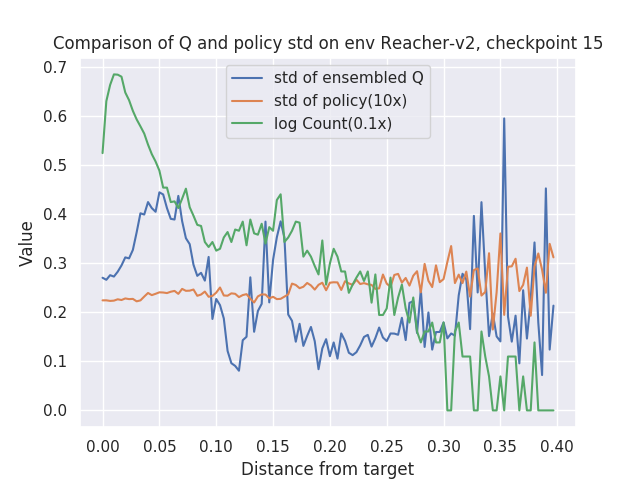 Comparison of Q and policy std on env Reacher-v2, checkpoint 15
std of ensembled Q
std of policy(10x)
log Count(0.1x)
Value
0.7
0.6
0.5
0.4
0.3
0.2
0.1
0.0
0.00 0.05 0.10 0.15 0.20 0.25 0.30 0.35 0.40
Distance from target